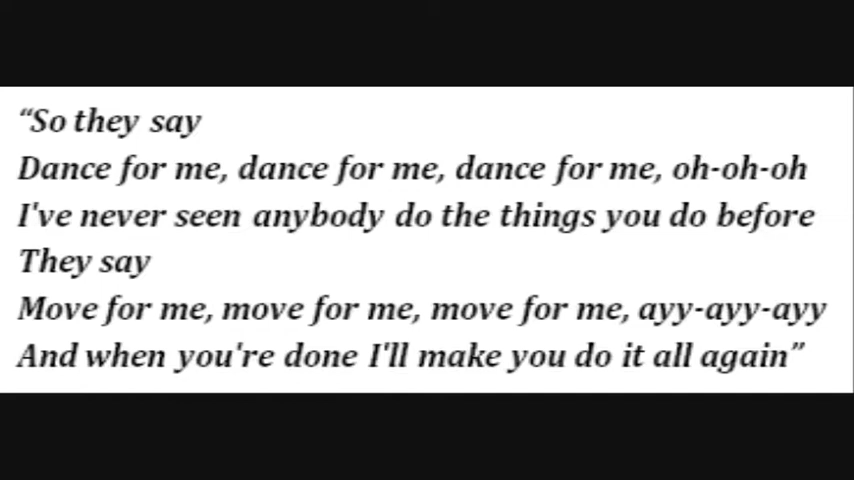 “So they say
Dance for me, dance for me, dance for me, oh-oh-oh
I've never seen anybody do the things you do before
They say
Move for me, move for me, move for me, ayy-ayy-ayy
And when you're done I'll make you do it all again”